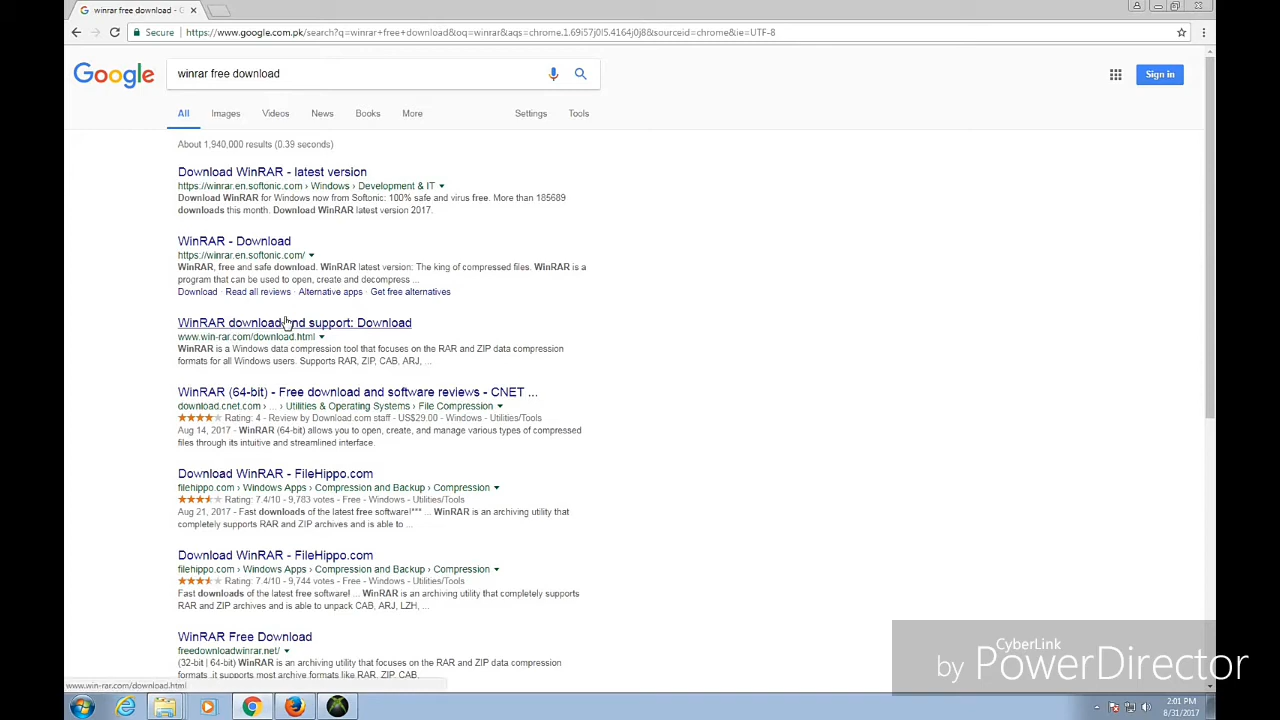 winrar free download - G
Secure https://www.google.com.pk/search?q=winrar+free+download&oq=winrar&aqs=chrome.1.69i57j0l5.4164j0j8&sourceid=chrome&ie=UTF-8
Google winrar free download Sign in
All Images Videos News Books More Settings Tools
About 1,940,000 results (0.39 seconds)
Download WinRAR - latest version
https://winrar.en.softonic.com › Windows › Development & IT
Download WinRAR for Windows now from Softonic: 100% safe and virus free. More than 185689
downloads this month. Download WinRAR latest version 2017.
WinRAR - Download
https://winrar.en.softonic.com/
WinRAR, free and safe download. WinRAR latest version: The king of compressed files. WinRAR is a
program that can be used to open, create and decompress ...
Download · Read all reviews · Alternative apps · Get free alternatives
WinRAR download and support: Download
www.win-rar.com/download.html
WinRAR is a Windows data compression tool that focuses on the RAR and ZIP data compression
formats for all Windows users. Supports RAR, ZIP, CAB, ARJ, ...
WinRAR (64-bit) - Free download and software reviews - CNET ...
download.cnet.com › ... › Utilities & Operating Systems › File Compression
Rating: 4 - Review by Download.com staff - US$29.00 - Windows - Utilities/Tools
Aug 14, 2017 - WinRAR (64-bit) allows you to open, create, and manage various types of compressed
files through its intuitive and streamlined interface.
Download WinRAR - FileHippo.com
filehippo.com › Windows Apps › Compression and Backup › Compression
Rating: 7.4/10 - 9,783 votes - Free - Windows - Utilities/Tools
Aug 21, 2017 - Fast downloads of the latest free software!*** ... WinRAR is an archiving utility that
completely supports RAR and ZIP archives and is able to ...
Download WinRAR - FileHippo.com
filehippo.com › Windows Apps › Compression and Backup › Compression
Rating: 7.4/10 - 9,744 votes - Free - Windows - Utilities/Tools
Fast downloads of the latest free software! ... WinRAR is an archiving utility that completely supports
RAR and ZIP archives and is able to unpack CAB, ARJ, LZH, ...
WinRAR Free Download
freedownloadwinrar.net/
(32-bit | 64-bit) WinRAR is an archiving utility that focuses on the RAR and ZIP data compression
formats .it supports most archive formats like RAR, ZIP, CAB,
www.win-rar.com/download.html
CyberLink
by PowerDirector
2:01 PM
8/31/2017